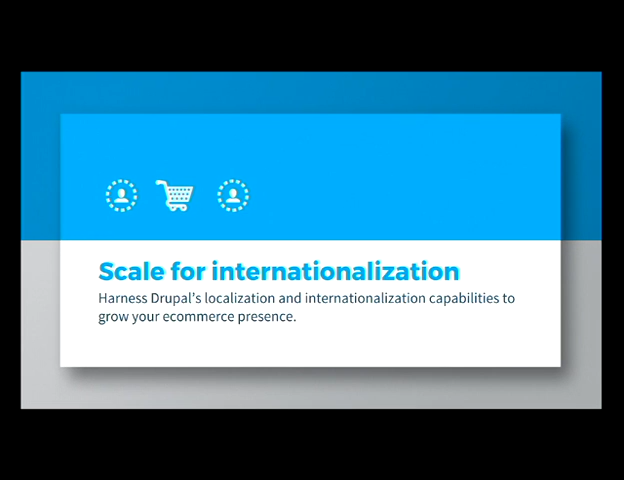 Scale for internationalization
Harness Drupal's localization and internationalization capabilities to
grow your ecommerce presence.